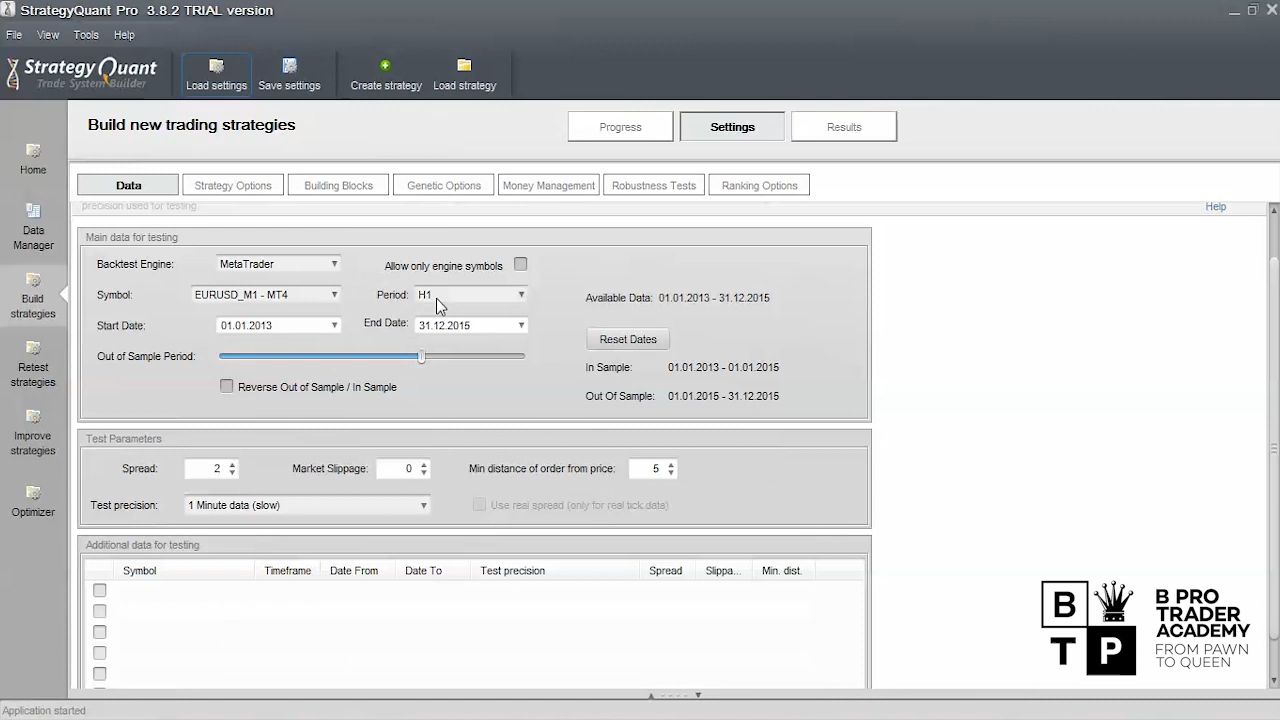 StrategyQuant Pro 3.8.2 TRIAL version
File View Tools Help
StrategyQuant
Trade System Builder
Load settings Save settings Create strategy Load strategy
Build new trading strategies
Progress Settings Results
Home
Data Manager
Build strategies
Retest strategies
Improve strategies
Optimizer
Data Strategy Options Building Blocks Genetic Options Money Management Robustness Tests Ranking Options
precision used for testing.
Help
Main data for testing
Backtest Engine: MetaTrader Allow only engine symbols
Symbol: EURUSD_M1 - MT4 Period: H1 Available Data: 01.01.2013 - 31.12.2015
Start Date: 01.01.2013 End Date: 31.12.2015
Reset Dates
Out of Sample Period:
In Sample: 01.01.2013 - 01.01.2015
Reverse Out of Sample / In Sample
Out Of Sample: 01.01.2015 - 31.12.2015
Test Parameters
Spread: 2 Market Slippage: 0 Min distance of order from price: 5
Test precision: 1 Minute data (slow) Use real spread (only for real tick data)
Additional data for testing
Symbol Timeframe Date From Date To Test precision Spread Slippa... Min. dist.
B
TP
B PRO
TRADER
ACADEMY
FROM PAWN
TO QUEEN
Application started